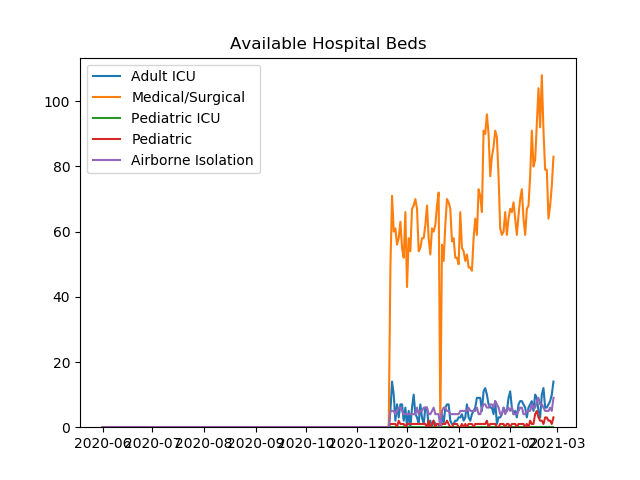 Available Hospital Beds
Adult ICU
Medical/Surgical
Pediatric ICU
Pediatric
Airborne Isolation
100
80
60
40
20
0
2020-06 2020-07 2020-08 2020-09 2020-10 2020-11 2020-12 2021-01 2021-02 2021-03